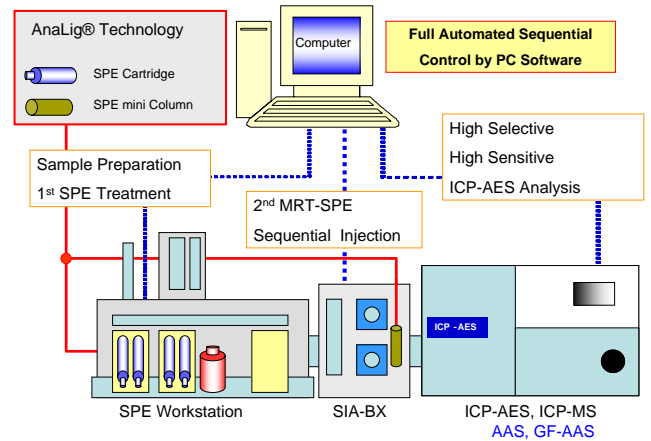 AnaLig® Technology
SPE Cartridge
SPE mini Column
Computer
Full Automated Sequential
Control by PC Software
Sample Preparation
1st SPE Treatment
2nd MRT-SPE
Sequential Injection
High Selective
High Sensitive
ICP-AES Analysis
ICP -AES
SPE Workstation
SIA-BX
ICP-AES, ICP-MS
AAS, GF-AAS